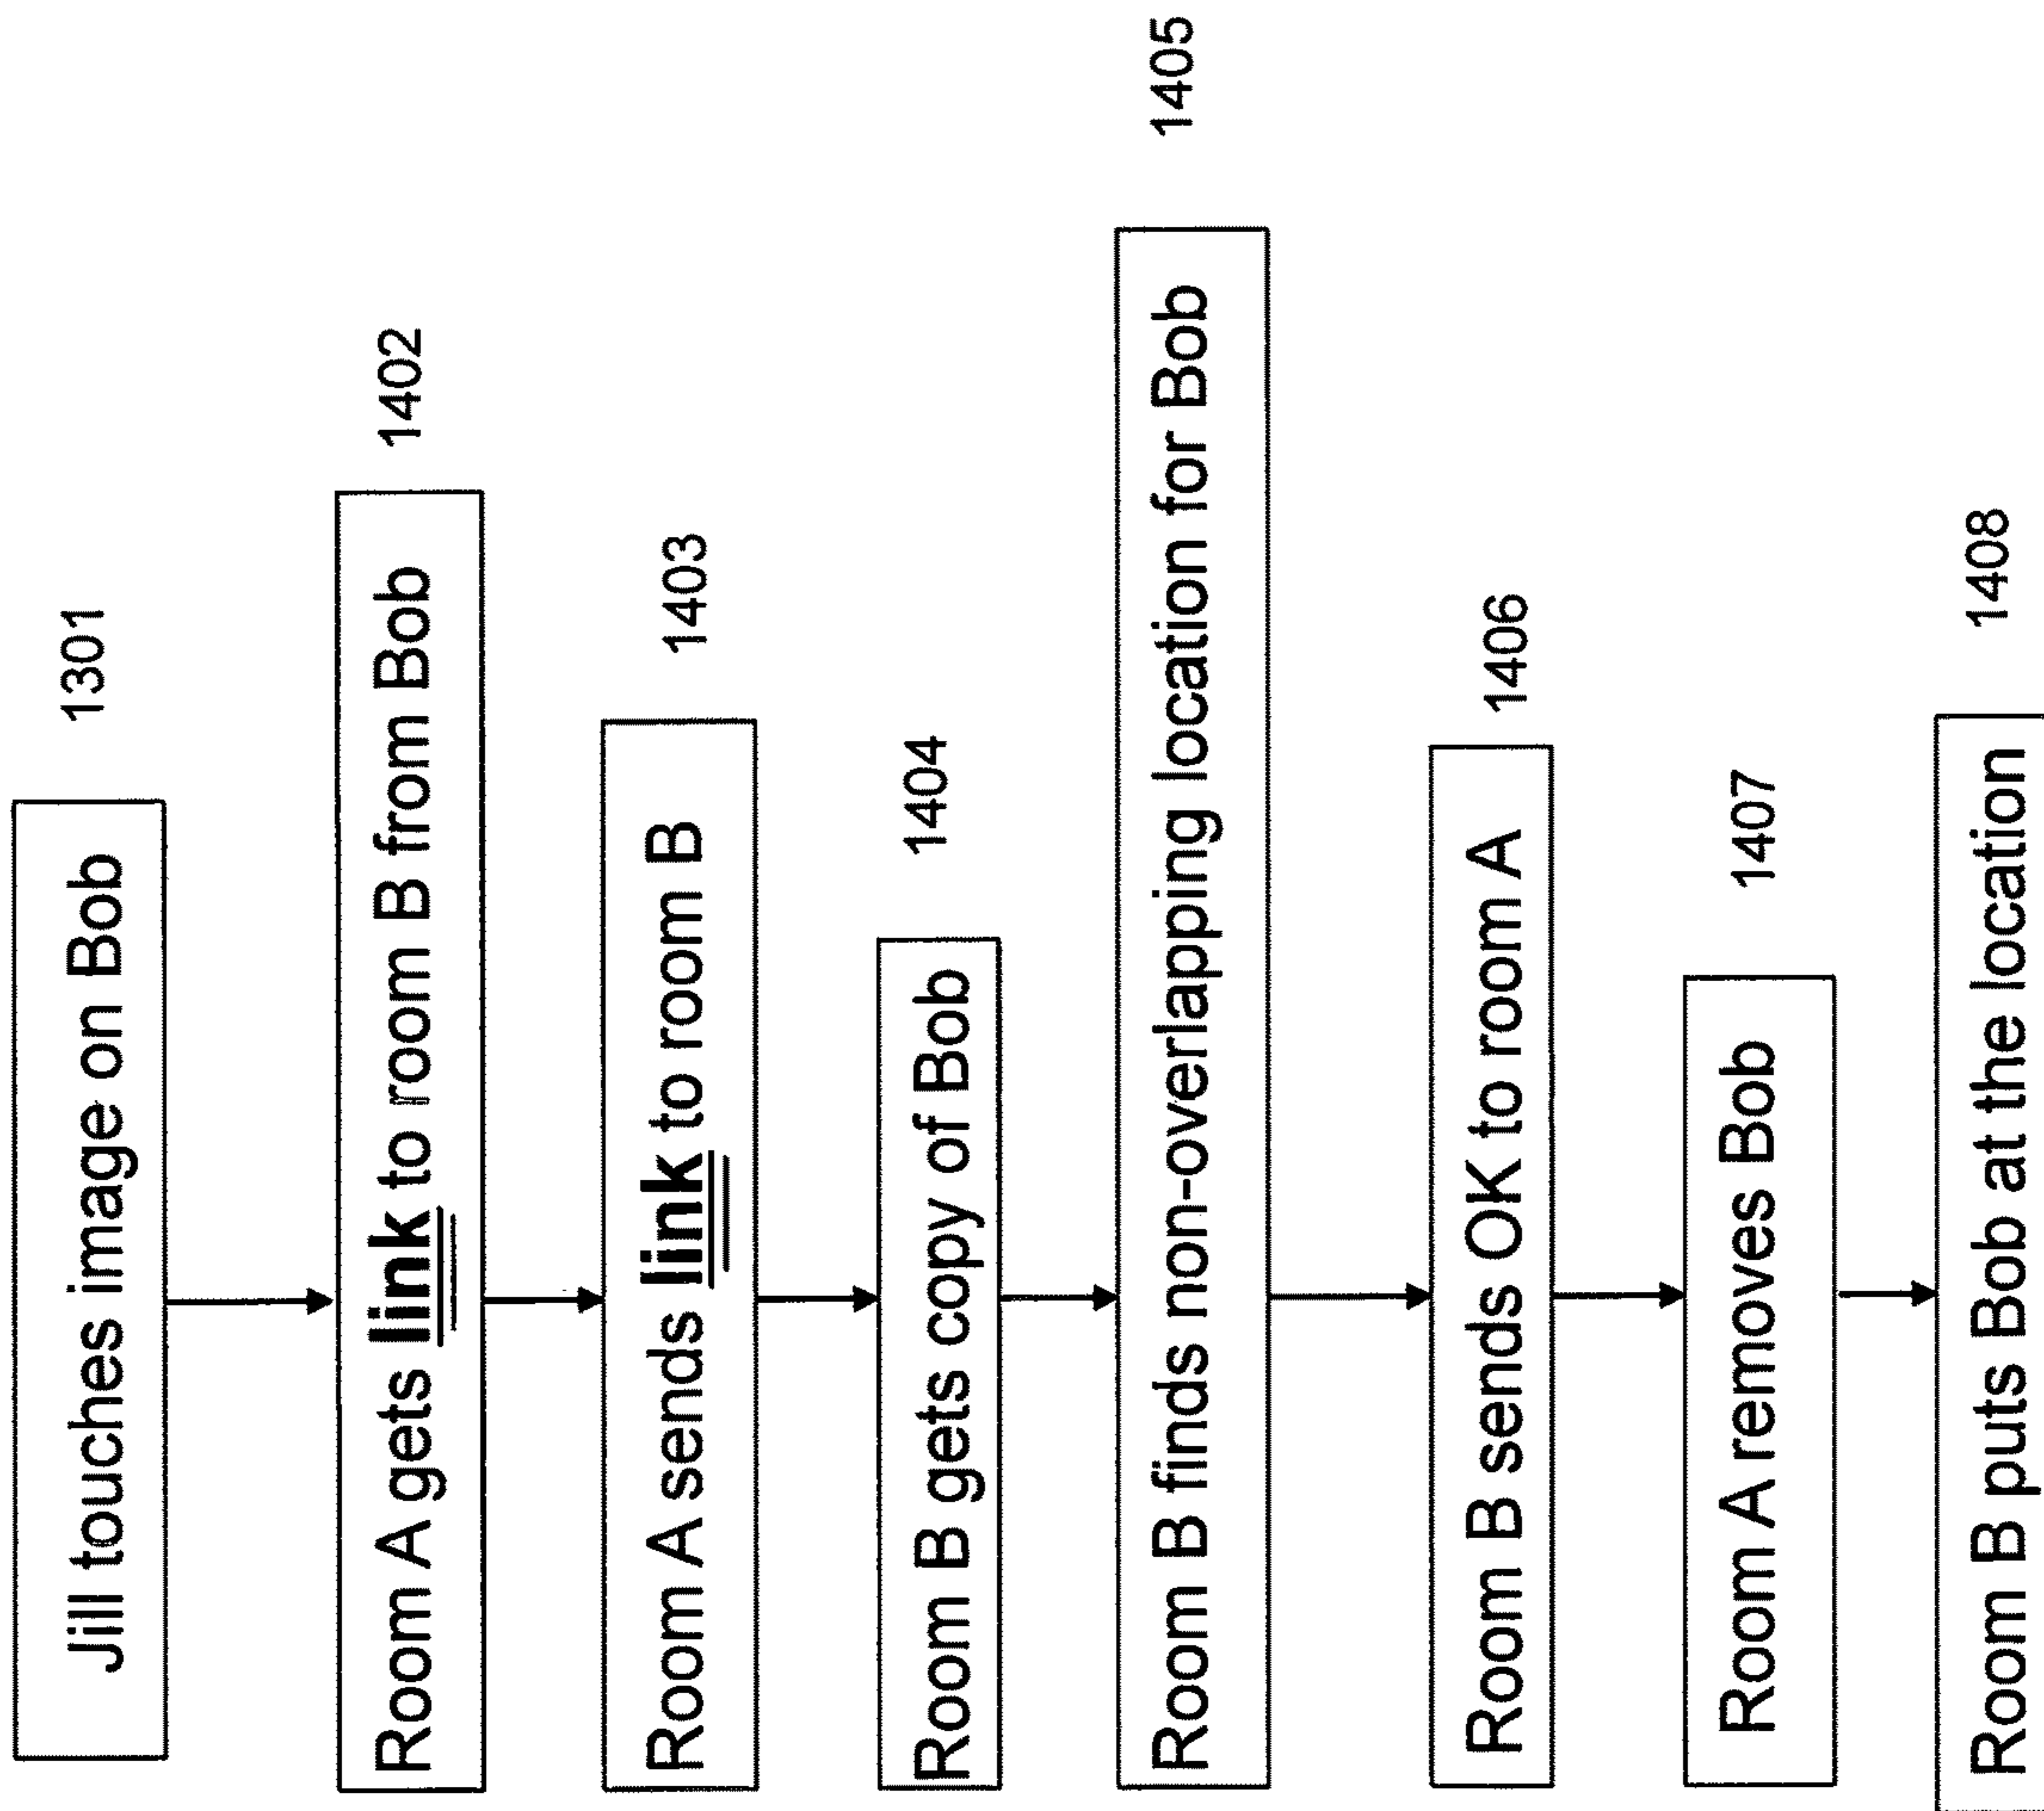 Jill touches image on Bob
1301
Room A gets link to room B from Bob
1402
Room A sends link to room B
1403
Room B gets copy of Bob
1404
Room B finds non-overlapping location for Bob
1405
Room B sends OK to room A
1406
Room A removes Bob
1407
Room B puts Bob at the location
1408